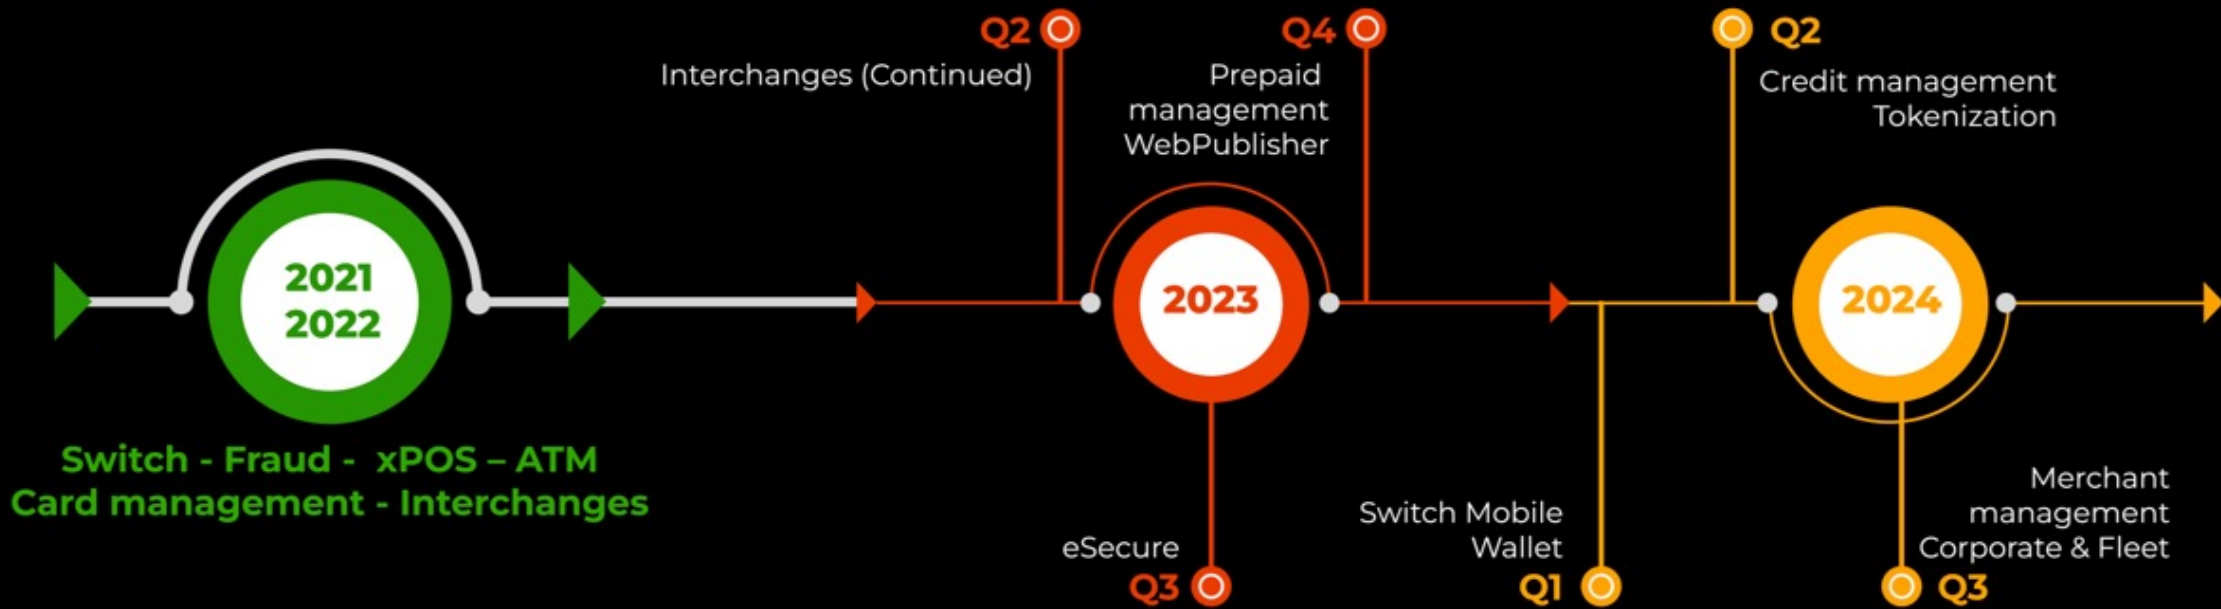 2021
2022
Switch - Fraud - xPOS – ATM
Card management - Interchanges
Q2
Interchanges (Continued)
2023
eSecure
Q3
Q4
Prepaid
management
WebPublisher
Switch Mobile
Wallet
Q1
Q2
Credit management
Tokenization
2024
Merchant
management
Corporate & Fleet
Q3